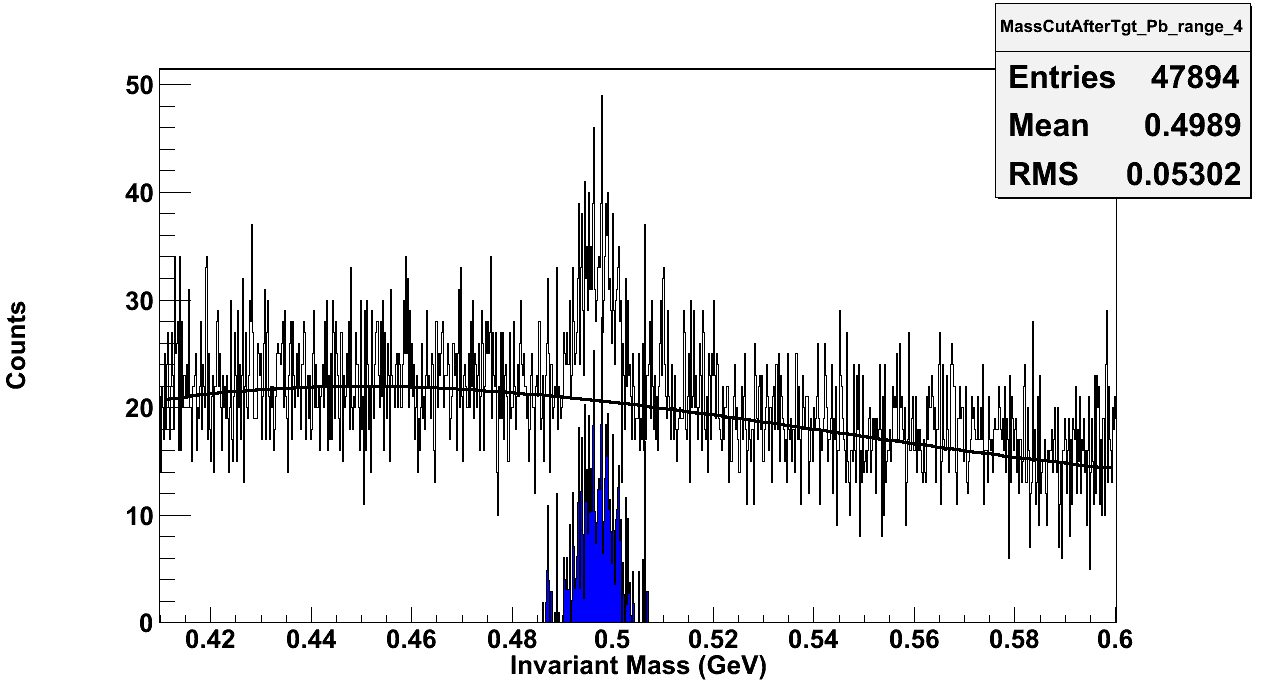 MassCutAfterTgt_Pb_range_4
Entries 47894
Mean 0.4989
RMS 0.05302
50
40
30
20
10
0
Counts
0.42 0.44 0.46 0.48 0.5 0.52 0.54 0.56 0.58 0.6
Invariant Mass (GeV)